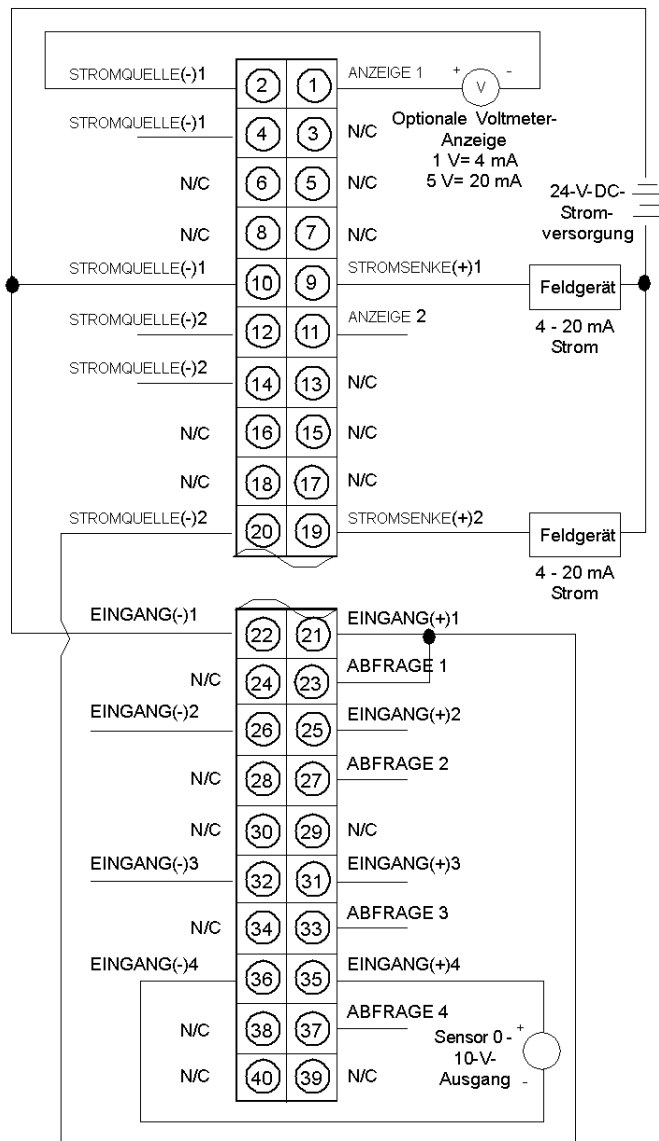 STROMQUELLE(-)1 2 1 ANZEIGE 1 + V -
Optionale Voltmeter-
Anzeige
1 V= 4 mA
5 V= 20 mA
STROMQUELLE(-)1 4 3 N/C
N/C 6 5 N/C
24-V-DC-
Strom-
versorgung
N/C 8 7 N/C
STROMQUELLE(-)1 10 9 STROMSENKE(+)1 Feldgerät
4 - 20 mA
Strom
STROMQUELLE(-)2 12 11 ANZEIGE 2
STROMQUELLE(-)2 14 13 N/C
N/C 16 15 N/C
N/C 18 17 N/C
STROMQUELLE(-)2 20 19 STROMSENKE(+)2 Feldgerät
4 - 20 mA
Strom
EINGANG(-)1 22 21 EINGANG(+)1
N/C 24 23 ABFRAGE 1
EINGANG(-)2 26 25 EINGANG(+)2
N/C 28 27 ABFRAGE 2
N/C 30 29 N/C
EINGANG(-)3 32 31 EINGANG(+)3
N/C 34 33 ABFRAGE 3
EINGANG(-)4 36 35 EINGANG(+)4
N/C 38 37 ABFRAGE 4
Sensor 0 - +
10-V-
Ausgang -
N/C 40 39 N/C